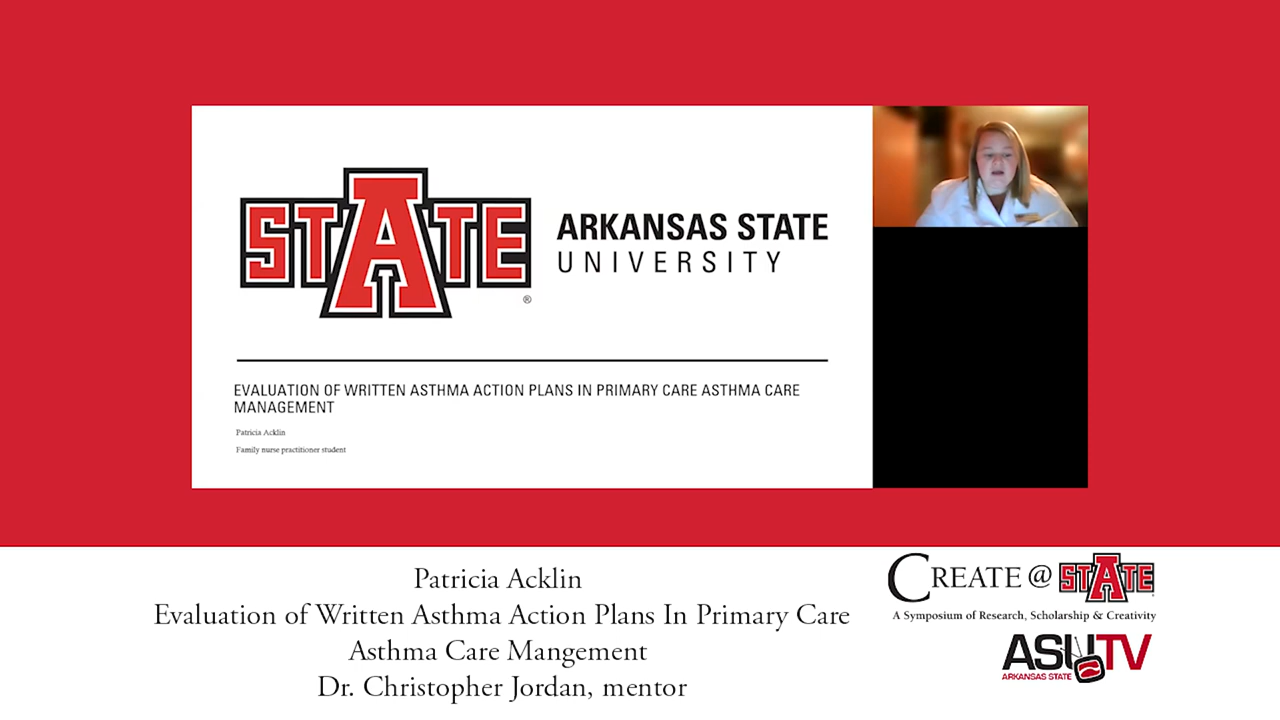 STATE
®
ARKANSAS STATE
UNIVERSITY
EVALUATION OF WRITTEN ASTHMA ACTION PLANS IN PRIMARY CARE ASTHMA CARE
MANAGEMENT
Patricia Acklin
Family nurse practitioner student
Patricia Acklin
Evaluation of Written Asthma Action Plans In Primary Care
Asthma Care Mangement
Dr. Christopher Jordan, mentor
CREATE @ STATE
A Symposium of Research, Scholarship & Creativity
ASUTV
ARKANSAS STATE